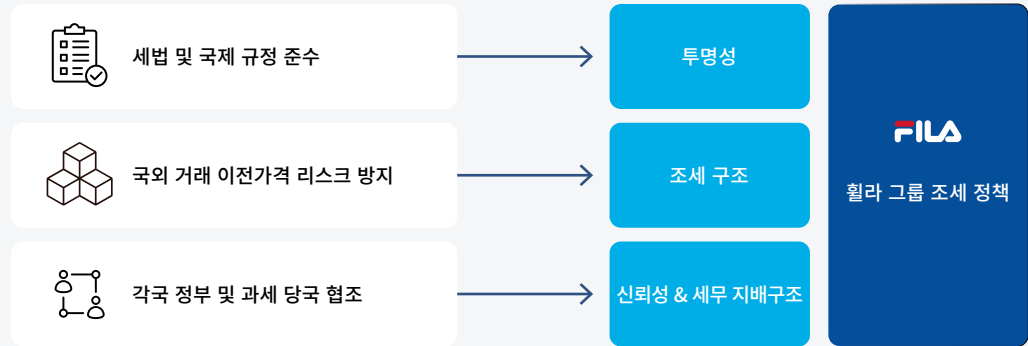 세법 및 국제 규정 준수
투명성
국외 거래 이전가격 리스크 방지
조세 구조
각국 정부 및 과세 당국 협조
신뢰성 & 세무 지배구조
FILA
휠라 그룹 조세 정책